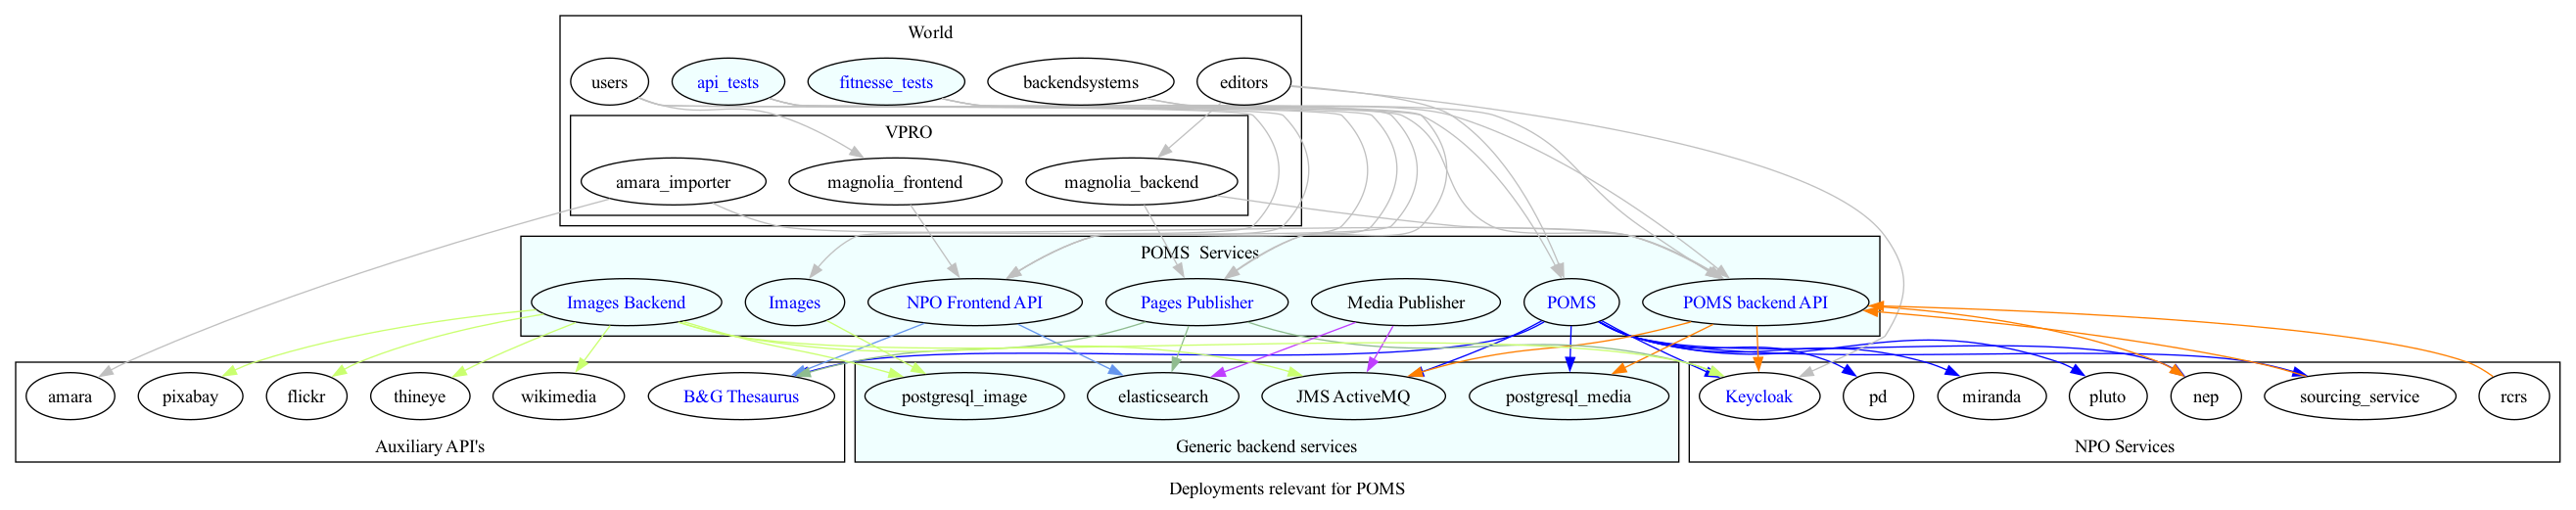 World
users
api_tests
fitnesse_tests
backendsystems
editors
VPRO
amara_importer
magnolia_frontend
magnolia_backend
POMS  Services
Images Backend
Images
NPO Frontend API
Pages Publisher
Media Publisher
POMS
POMS backend API
amara
pixabay
flickr
thineye
wikimedia
B&G Thesaurus
postgresql_image
elasticsearch
JMS ActiveMQ
postgresql_media
Keycloak
pd
miranda
pluto
nep
sourcing_service
rcrs
Auxiliary API's
Generic backend services
NPO Services
Deployments relevant for POMS